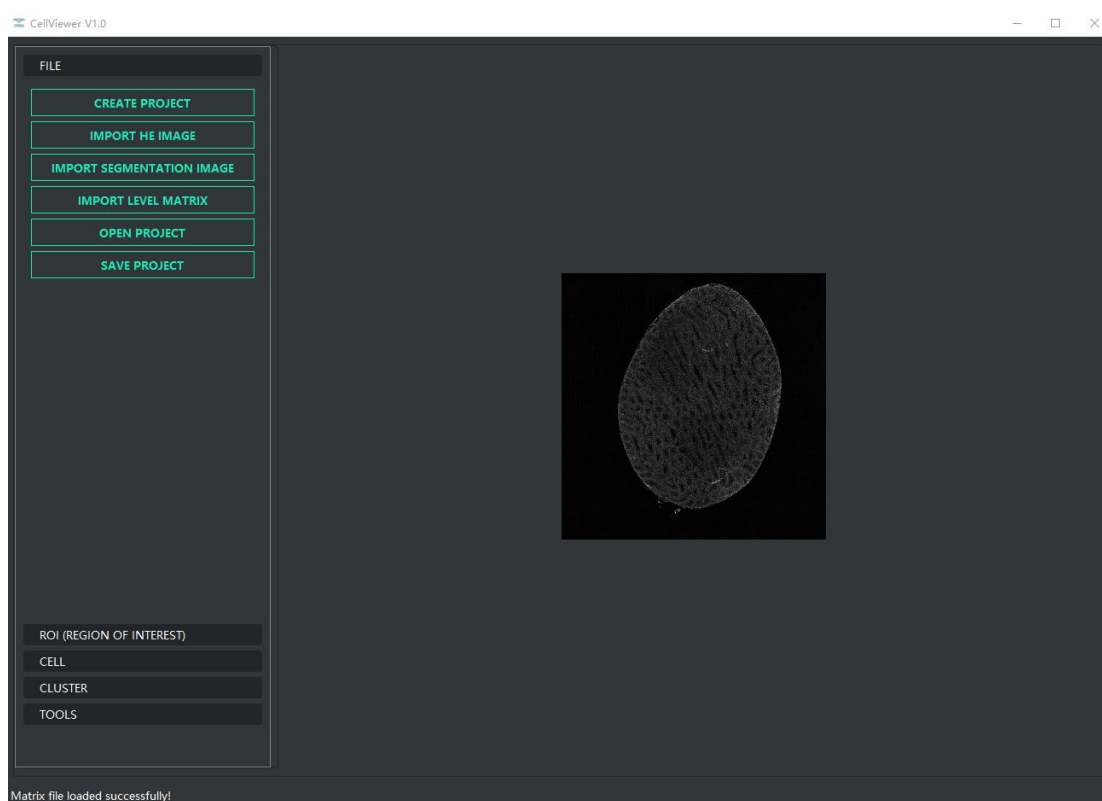 CellViewer V1.0
FILE
CREATE PROJECT
IMPORT HE IMAGE
IMPORT SEGMENTATION IMAGE
IMPORT LEVEL MATRIX
OPEN PROJECT
SAVE PROJECT
ROI (REGION OF INTEREST)
CELL
CLUSTER
TOOLS
Matrix file loaded successfully!